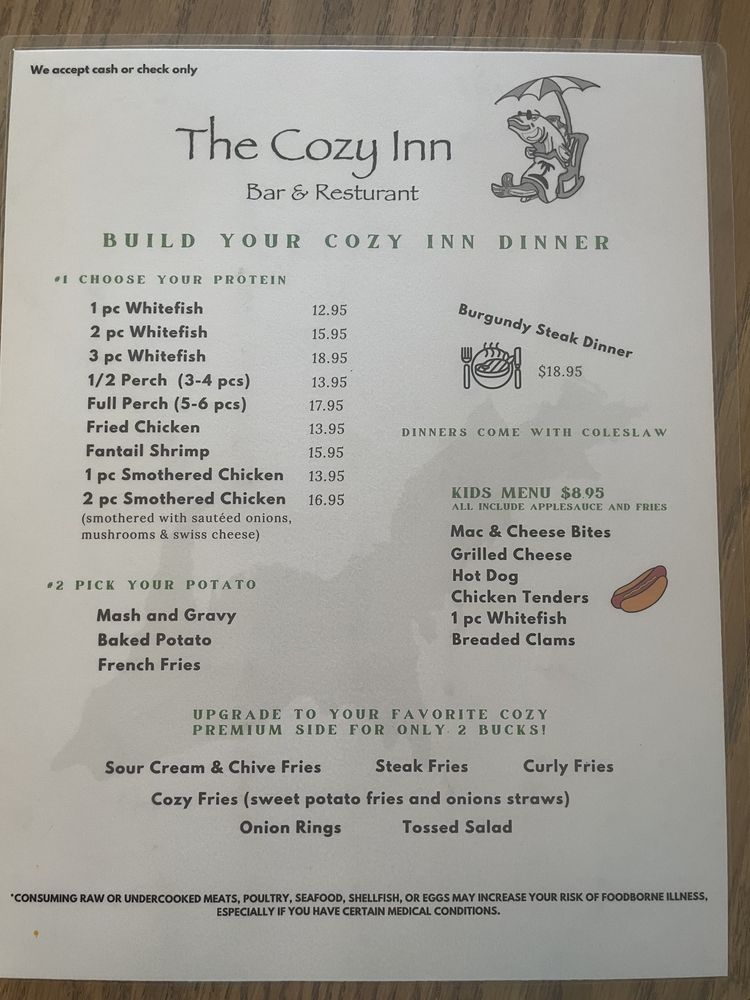 We accept cash or check only
The Cozy Inn
Bar & Resturant
BUILD YOUR COZY INN DINNER
#1 CHOOSE YOUR PROTEIN
1 pc Whitefish 12.95
2 pc Whitefish 15.95
3 pc Whitefish 18.95
1/2 Perch (3-4 pcs) 13.95
Full Perch (5-6 pcs) 17.95
Fried Chicken 13.95
Fantail Shrimp 15.95
1 pc Smothered Chicken 13.95
2 pc Smothered Chicken 16.95
(smothered with sautéed onions,
mushrooms & swiss cheese)
#2 PICK YOUR POTATO
Mash and Gravy
Baked Potato
French Fries
Burgundy Steak Dinner
$18.95
DINNERS COME WITH COLESLAW
KIDS MENU $8.95
ALL INCLUDE APPLESAUCE AND FRIES
Mac & Cheese Bites
Grilled Cheese
Hot Dog
Chicken Tenders
1 pc Whitefish
Breaded Clams
UPGRADE TO YOUR FAVORITE COZY
PREMIUM SIDE FOR ONLY 2 BUCKS!
Sour Cream & Chive Fries Steak Fries Curly Fries
Cozy Fries (sweet potato fries and onions straws)
Onion Rings Tossed Salad
*CONSUMING RAW OR UNDERCOOKED MEATS, POULTRY, SEAFOOD, SHELLFISH, OR EGGS MAY INCREASE YOUR RISK OF FOODBORNE ILLNESS,
ESPECIALLY IF YOU HAVE CERTAIN MEDICAL CONDITIONS.